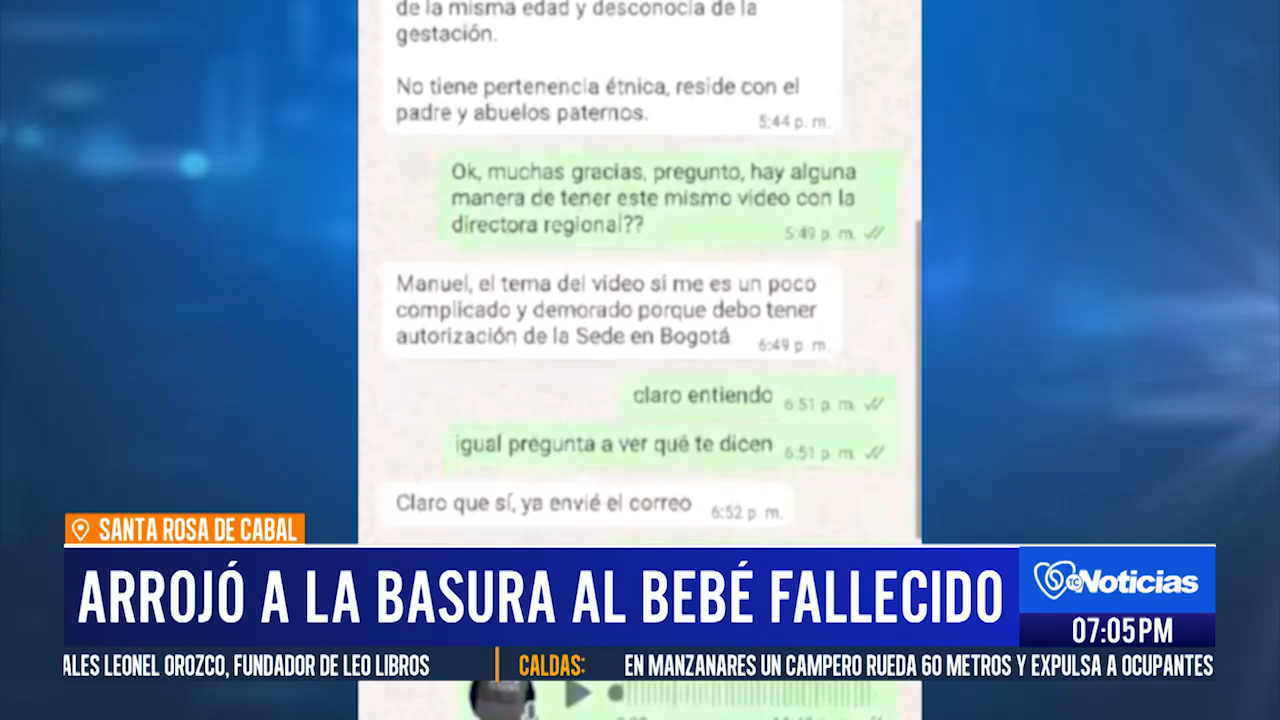 de la misma edad y desconocía de la
gestación.
No tiene pertenencia étnica, reside con el
padre y abuelos paternos.
5:44 p. m.
Ok, muchas gracias, pregunto, hay alguna
manera de tener este mismo video con la
directora regional??
5:49 p. m.
Manuel, el tema del video si me es un poco
complicado y demorado porque debo tener
autorización de la Sede en Bogotá
6:49 p. m.
claro entiendo
6:51 p. m.
igual pregunta a ver qué te dicen
6:51 p. m.
Claro que sí, ya envié el correo
6:52 p. m.
SANTA ROSA DE CABAL
ARROJÓ A LA BASURA AL BEBÉ FALLECIDO
TC Noticias
07:05PM
ALES LEONEL OROZCO, FUNDADOR DE LEO LIBROS
CALDAS: EN MANZANARES UN CAMPERO RUEDA 60 METROS Y EXPULSA A OCUPANTES